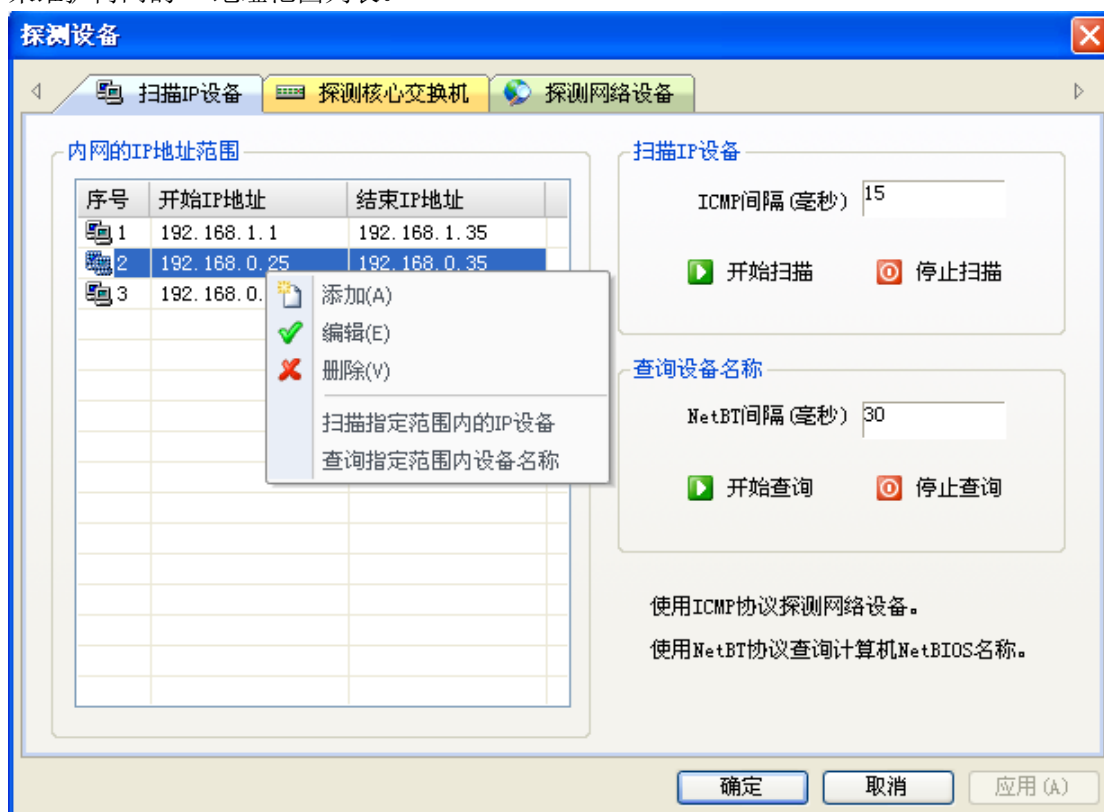 探测设备
扫描IP设备 探测核心交换机 探测网络设备
内网的IP地址范围
序号 开始IP地址 结束IP地址
1 192.168.1.1 192.168.1.35
2 192.168.0.25 192.168.0.35
3 192.168.0.
添加(A)
编辑(E)
删除(V)
扫描指定范围内的IP设备
查询指定范围内设备名称
扫描IP设备
ICMP间隔(毫秒) 15
开始扫描 停止扫描
查询设备名称
NetBT间隔(毫秒) 30
开始查询 停止查询
使用ICMP协议探测网络设备。
使用NetBT协议查询计算机NetBIOS名称。
确定 取消 应用(A)